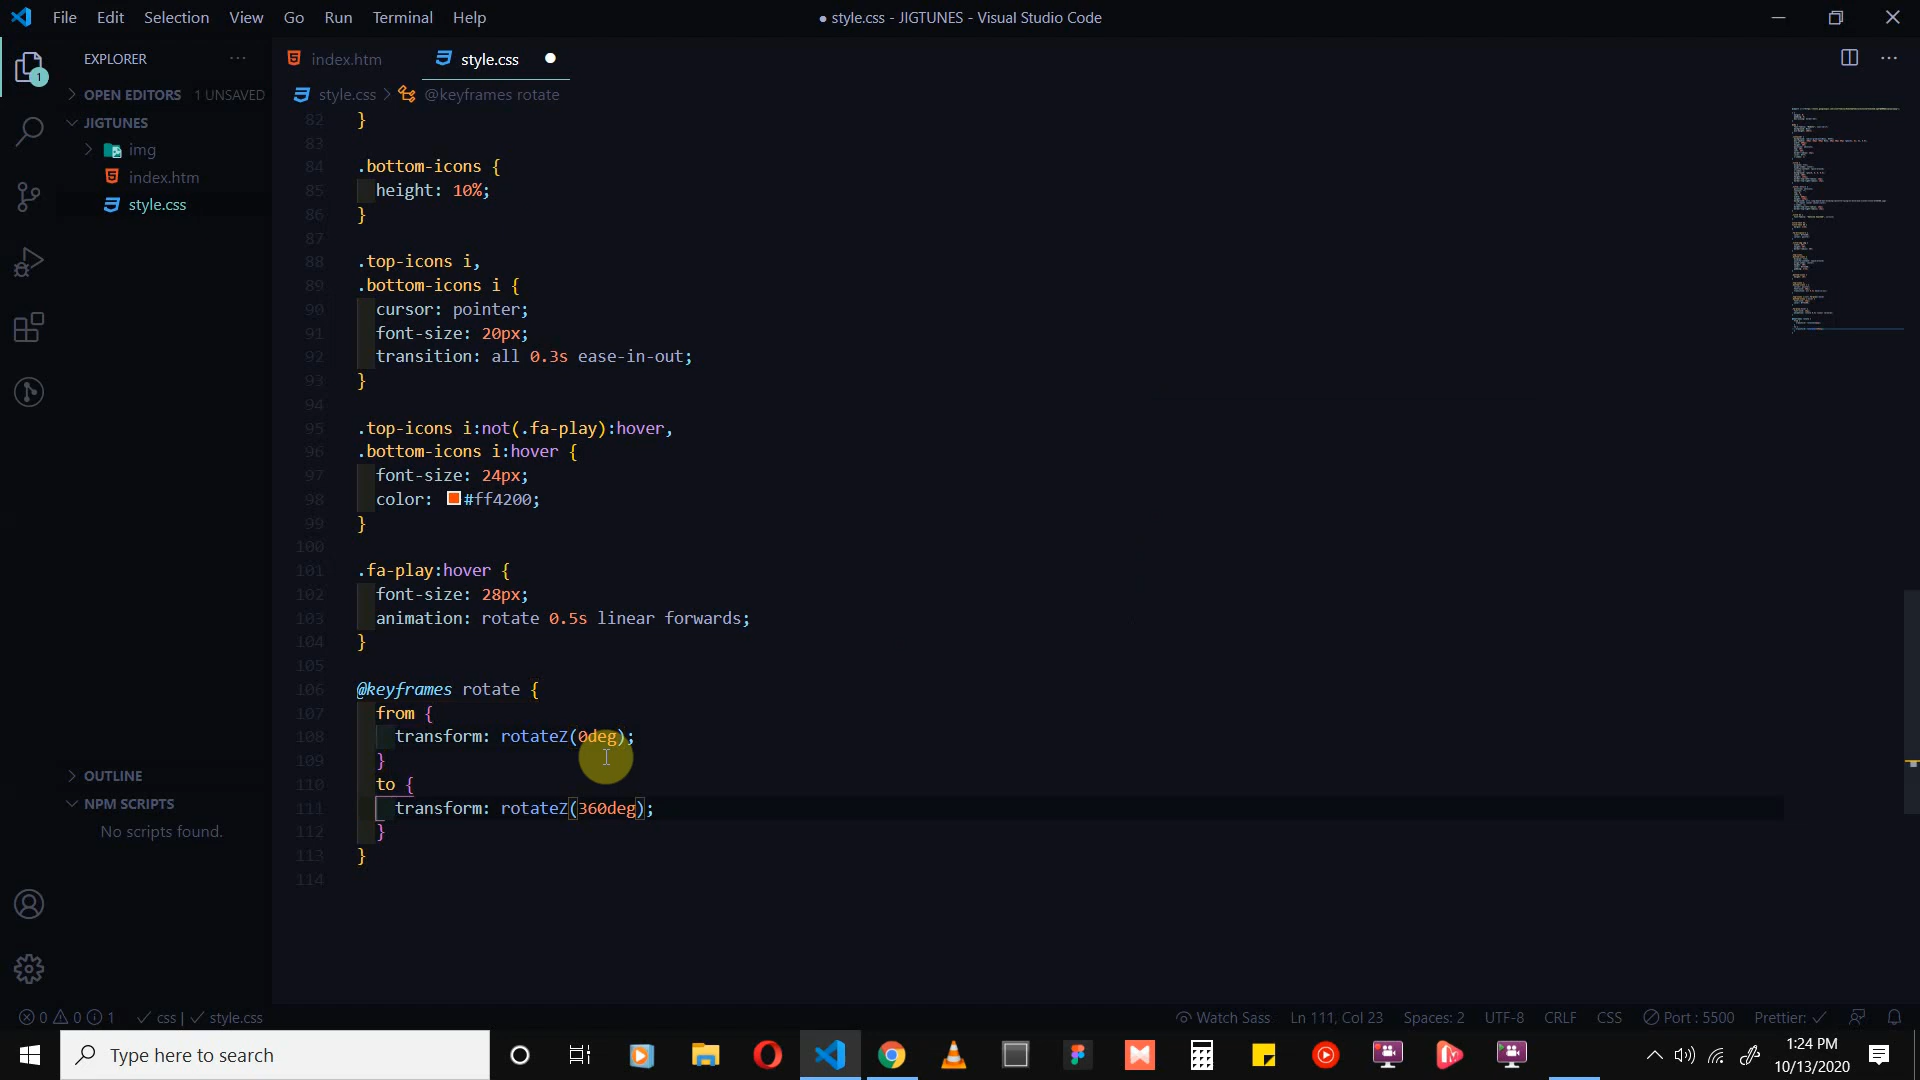 File Edit Selection View Go Run Terminal Help
● style.css - JIGTUNES - Visual Studio Code
EXPLORER
1
OPEN EDITORS 1 UNSAVED
JIGTUNES
img
index.htm
style.css
OUTLINE
NPM SCRIPTS
No scripts found.
index.htm style.css
style.css > @keyframes rotate
82 }
83
84 .bottom-icons {
85 height: 10%;
86 }
87
88 .top-icons i,
89 .bottom-icons i {
90 cursor: pointer;
91 font-size: 20px;
92 transition: all 0.3s ease-in-out;
93 }
94
95 .top-icons i:not(.fa-play):hover,
96 .bottom-icons i:hover {
97 font-size: 24px;
98 color: #ff4200;
99 }
100
101 .fa-play:hover {
102 font-size: 28px;
103 animation: rotate 0.5s linear forwards;
104 }
105
106 @keyframes rotate {
107 from {
108 transform: rotateZ(0deg);
109 }
110 to {
111 transform: rotateZ(360deg);
112 }
113 }
114
0 0 1 css | style.css
Watch Sass Ln 111, Col 23 Spaces: 2 UTF-8 CRLF CSS Port : 5500 Prettier:
Type here to search
1:24 PM
10/13/2020